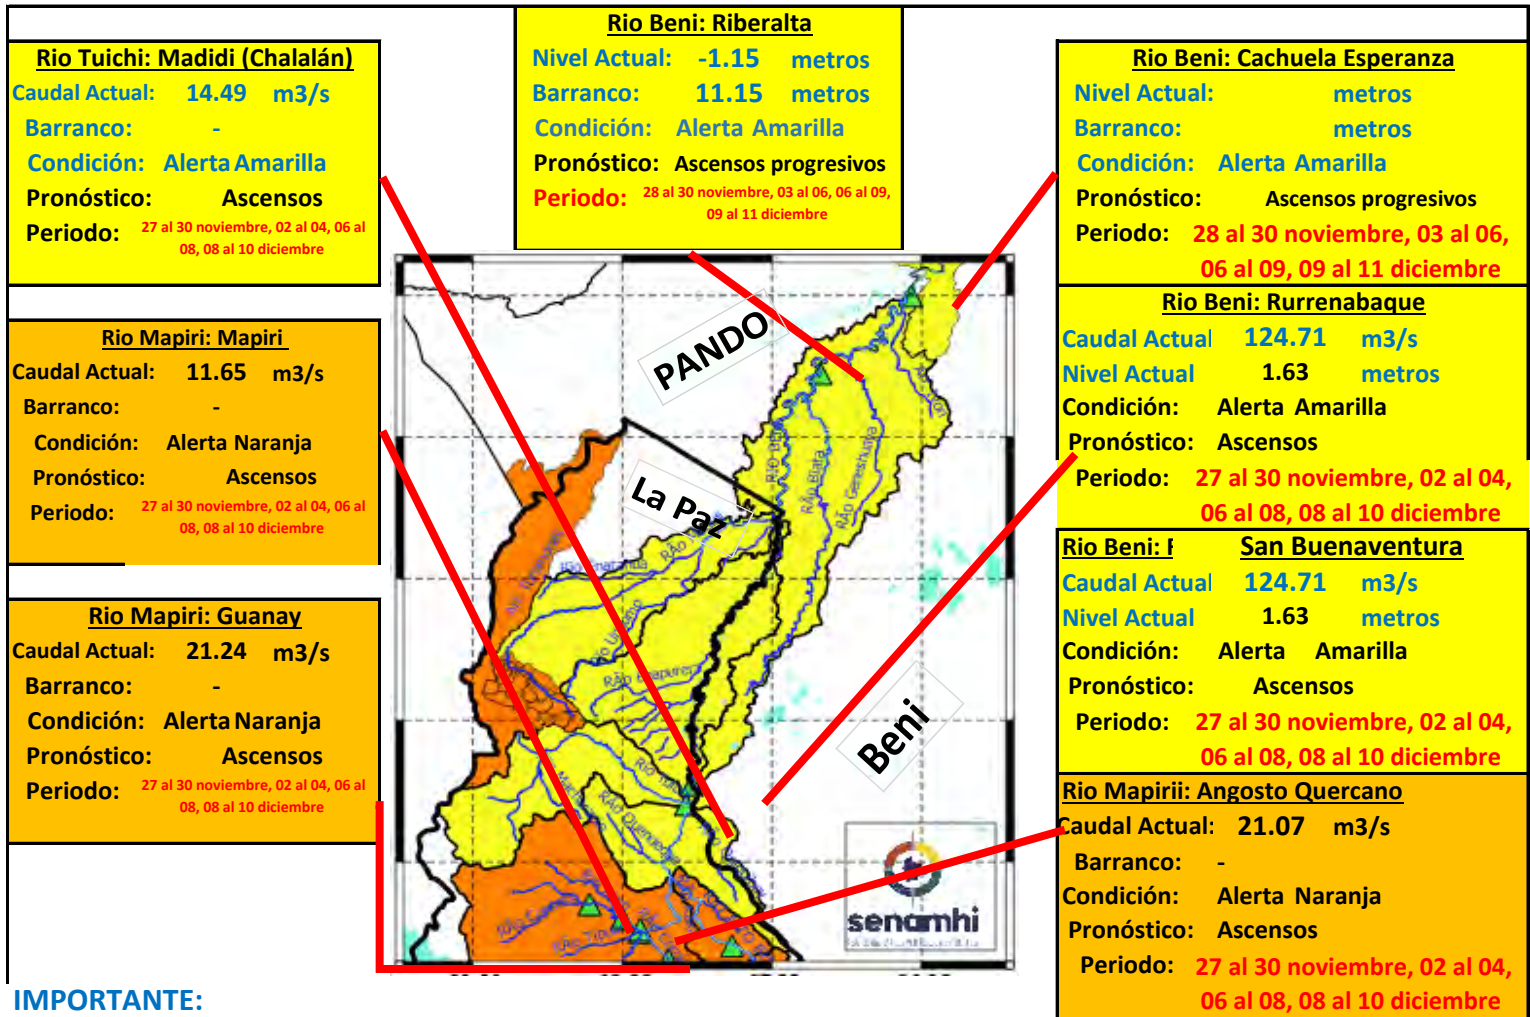 Rio Tuichi: Madidi (Chalalán)
Caudal Actual: 14.49 m3/s
Barranco: -
Condición: Alerta Amarilla
Pronóstico: Ascensos
Periodo: 27 al 30 noviembre, 02 al 04, 06 al
08, 08 al 10 diciembre
Rio Mapiri: Mapiri
Caudal Actual: 11.65 m3/s
Barranco: -
Condición: Alerta Naranja
Pronóstico: Ascensos
Periodo: 27 al 30 noviembre, 02 al 04, 06 al
08, 08 al 10 diciembre
Rio Mapiri: Guanay
Caudal Actual: 21.24 m3/s
Barranco: -
Condición: Alerta Naranja
Pronóstico: Ascensos
Periodo: 27 al 30 noviembre, 02 al 04, 06 al
08, 08 al 10 diciembre
Rio Beni: Riberalta
Nivel Actual: -1.15 metros
Barranco: 11.15 metros
Condición: Alerta Amarilla
Pronóstico: Ascensos progresivos
Periodo: 28 al 30 noviembre, 03 al 06, 06 al 09,
09 al 11 diciembre
PANDO
La Paz
Beni
RÃo Biata
RÃo Geneshuaya
senamhi
Rio Beni: Cachuela Esperanza
Nivel Actual: metros
Barranco: metros
Condición: Alerta Amarilla
Pronóstico: Ascensos progresivos
Periodo: 28 al 30 noviembre, 03 al 06,
06 al 09, 09 al 11 diciembre
Rio Beni: Rurrenabaque
Caudal Actual 124.71 m3/s
Nivel Actual 1.63 metros
Condición: Alerta Amarilla
Pronóstico: Ascensos
Periodo: 27 al 30 noviembre, 02 al 04,
06 al 08, 08 al 10 diciembre
Rio Beni: San Buenaventura
Caudal Actual 124.71 m3/s
Nivel Actual 1.63 metros
Condición: Alerta Amarilla
Pronóstico: Ascensos
Periodo: 27 al 30 noviembre, 02 al 04,
06 al 08, 08 al 10 diciembre
Rio Mapirii: Angosto Quercano
Caudal Actual: 21.07 m3/s
Barranco: -
Condición: Alerta Naranja
Pronóstico: Ascensos
Periodo: 27 al 30 noviembre, 02 al 04,
06 al 08, 08 al 10 diciembre
IMPORTANTE: